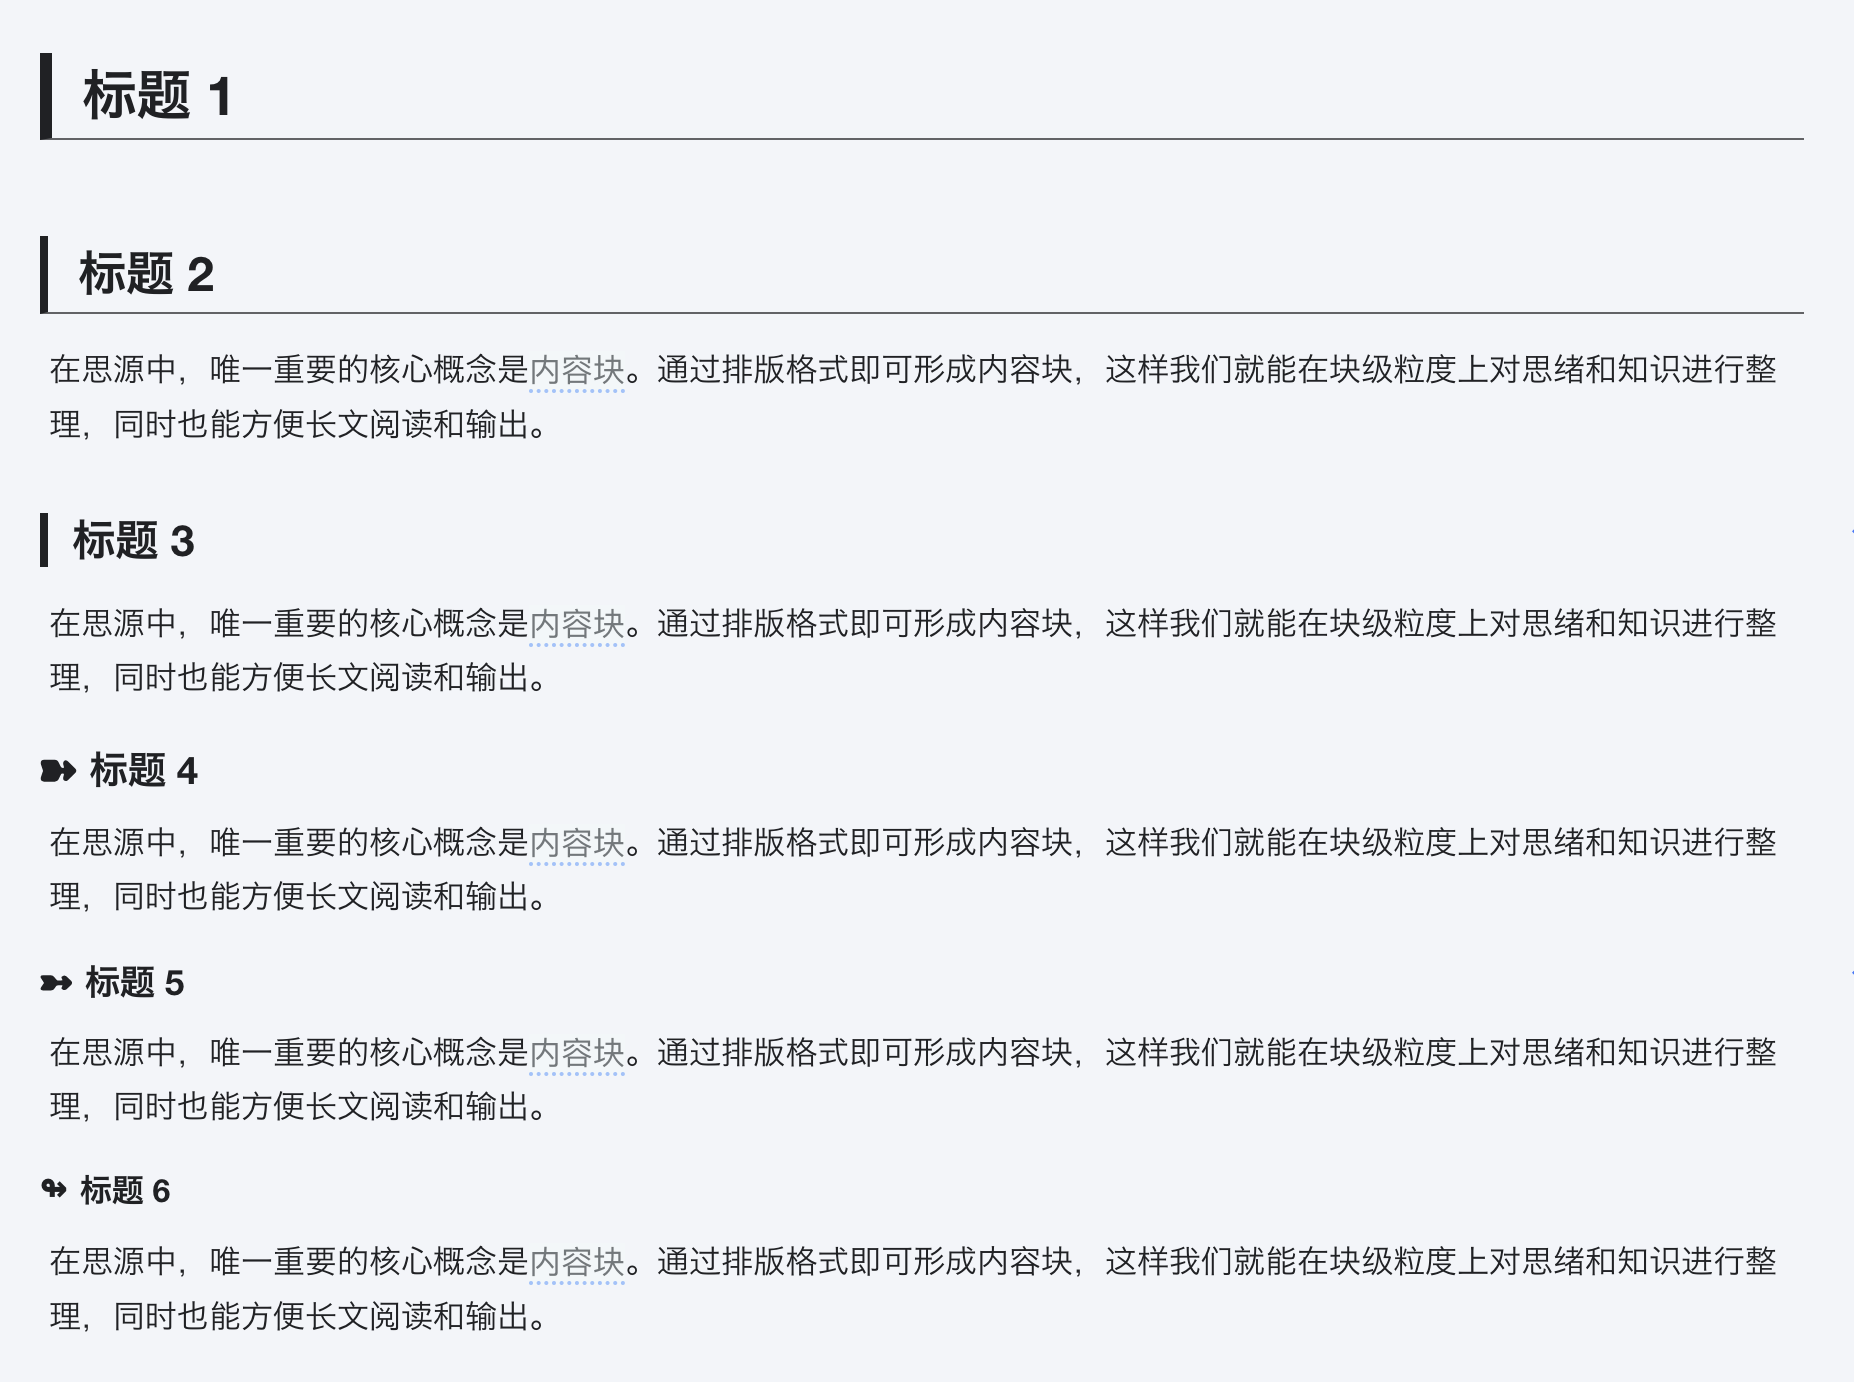 标题 1
标题 2
在思源中，唯一重要的核心概念是内容块。通过排版格式即可形成内容块，这样我们就能在块级粒度上对思绪和知识进行整
理，同时也能方便长文阅读和输出。
标题 3
在思源中，唯一重要的核心概念是内容块。通过排版格式即可形成内容块，这样我们就能在块级粒度上对思绪和知识进行整
理，同时也能方便长文阅读和输出。
➽ 标题 4
在思源中，唯一重要的核心概念是内容块。通过排版格式即可形成内容块，这样我们就能在块级粒度上对思绪和知识进行整
理，同时也能方便长文阅读和输出。
➼ 标题 5
在思源中，唯一重要的核心概念是内容块。通过排版格式即可形成内容块，这样我们就能在块级粒度上对思绪和知识进行整
理，同时也能方便长文阅读和输出。
↬ 标题 6
在思源中，唯一重要的核心概念是内容块。通过排版格式即可形成内容块，这样我们就能在块级粒度上对思绪和知识进行整
理，同时也能方便长文阅读和输出。